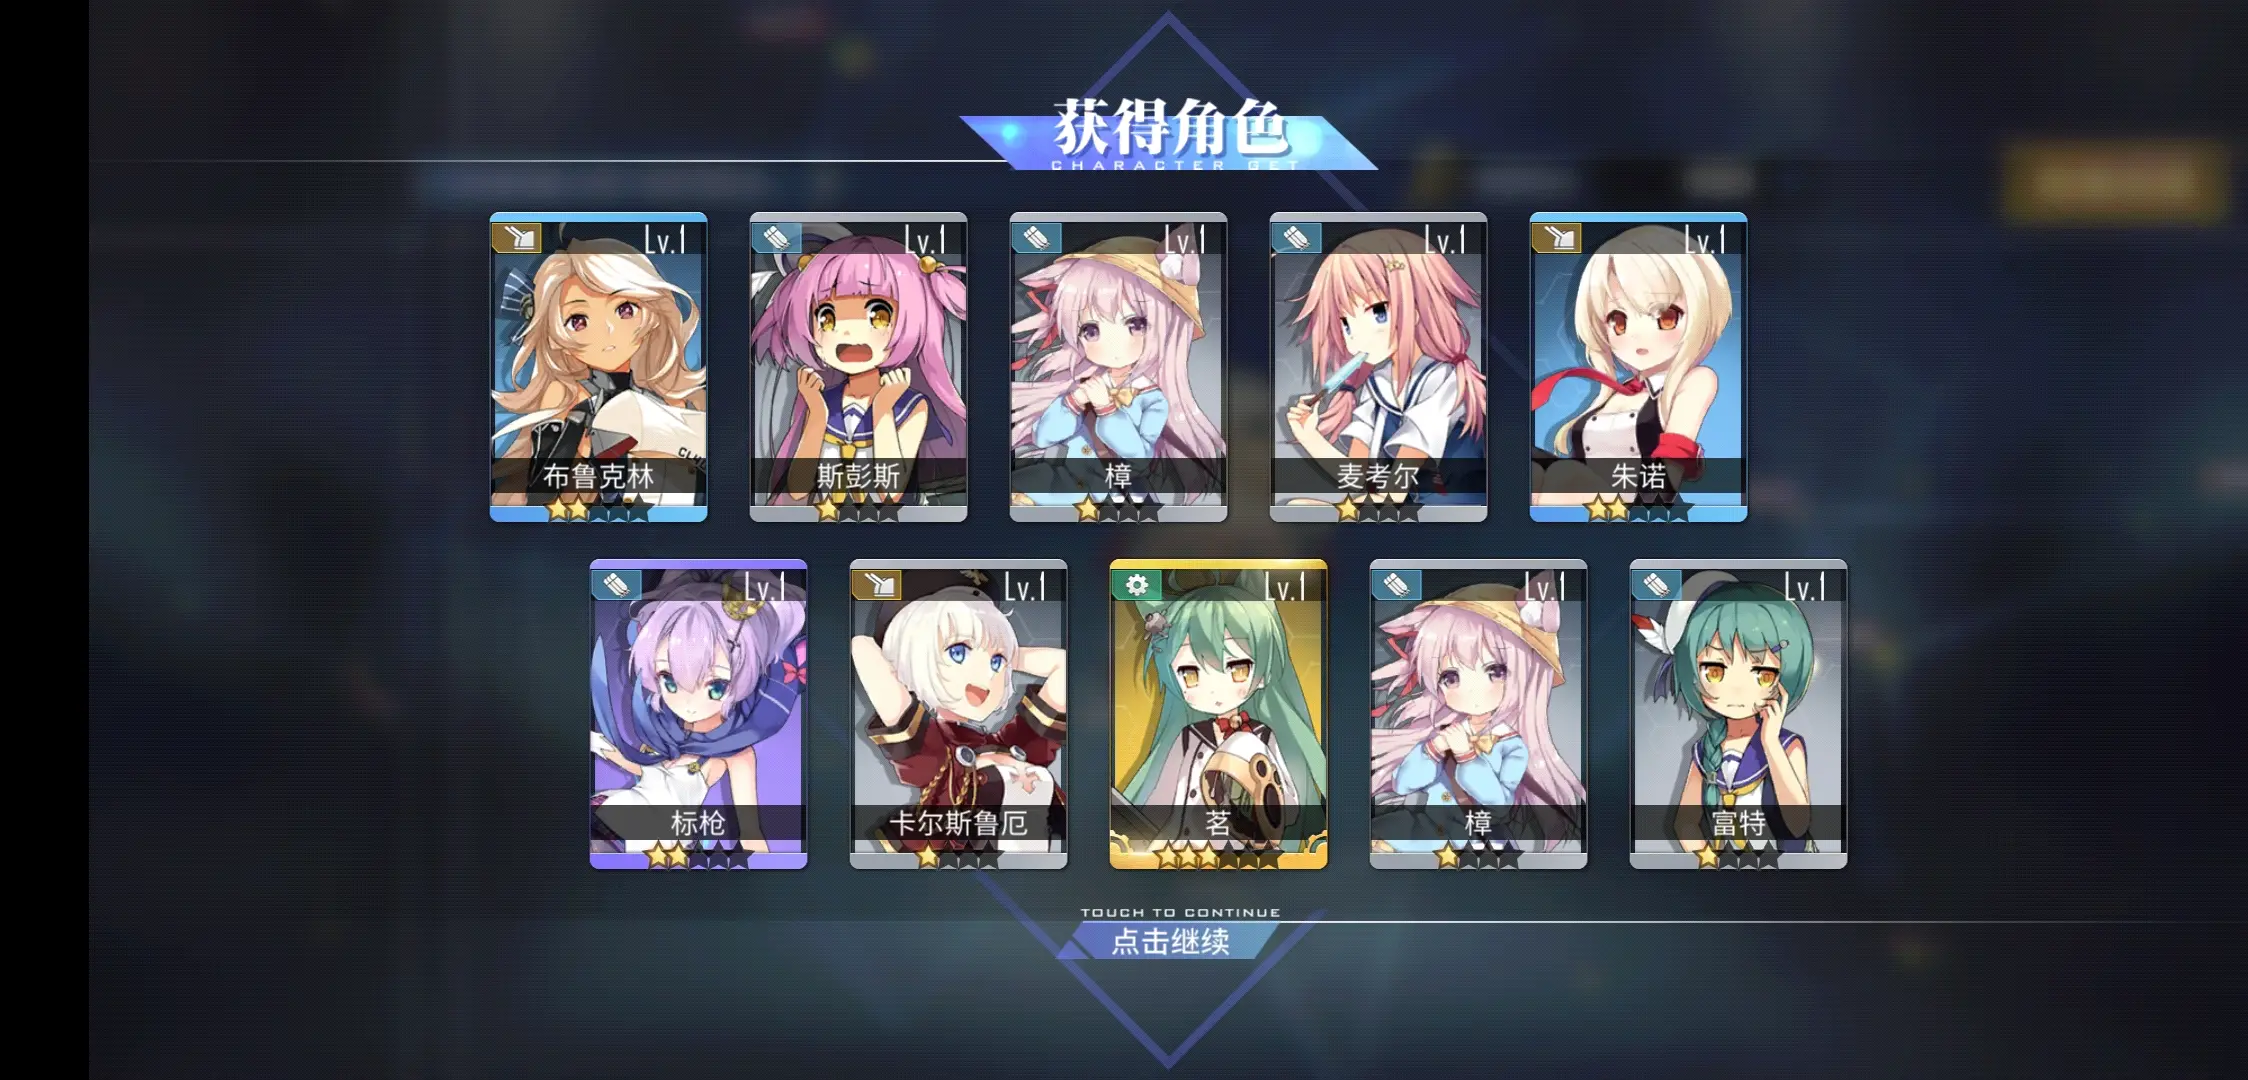 获得角色
CHARACTER GET
Lv.1
Lv.1
Lv.1
Lv.1
Lv.1
布鲁克林
斯彭斯
樟
麦考尔
朱诺
Lv.1
Lv.1
Lv.1
Lv.1
Lv.1
标枪
卡尔斯鲁厄
茗
樟
富特
TOUCH TO CONTINUE
点击继续